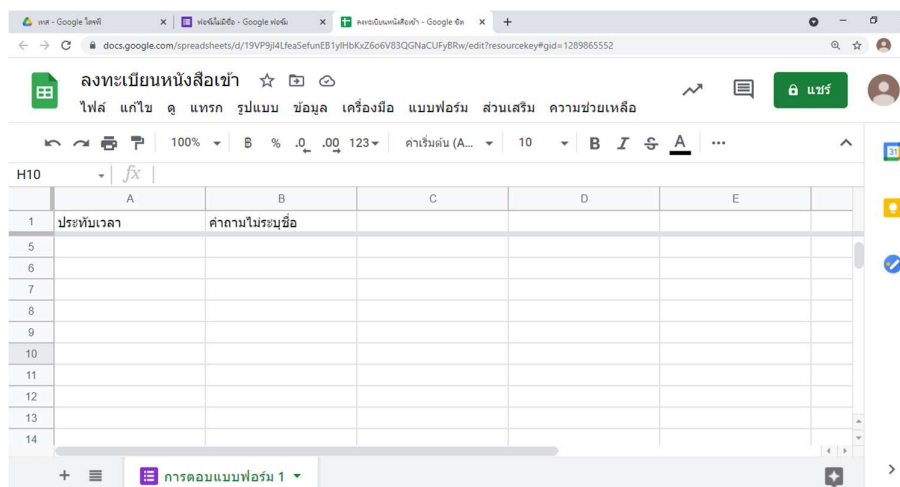 เทส - Google ไดรฟ์
ฟอร์มไม่มีชื่อ - Google ฟอร์ม
ลงทะเบียนหนังสือเข้า - Google ชีต
docs.google.com/spreadsheets/d/19VP9jI4LfeaSefunEB1yIHbKxZ6o6V83QGNaCUFyBRw/edit?resourcekey#gid=1289865552
ลงทะเบียนหนังสือเข้า
ไฟล์ แก้ไข ดู แทรก รูปแบบ ข้อมูล เครื่องมือ แบบฟอร์ม ส่วนเสริม ความช่วยเหลือ
แชร์
100% ฿ % .0 .00 123 ค่าเริ่มต้น (A... 10 B I S A
31
H10 fx
A B C D E
1 ประทับเวลา คำถามไม่ระบุชื่อ
5
6
7
8
9
10
11
12
13
14
การตอบแบบฟอร์ม 1